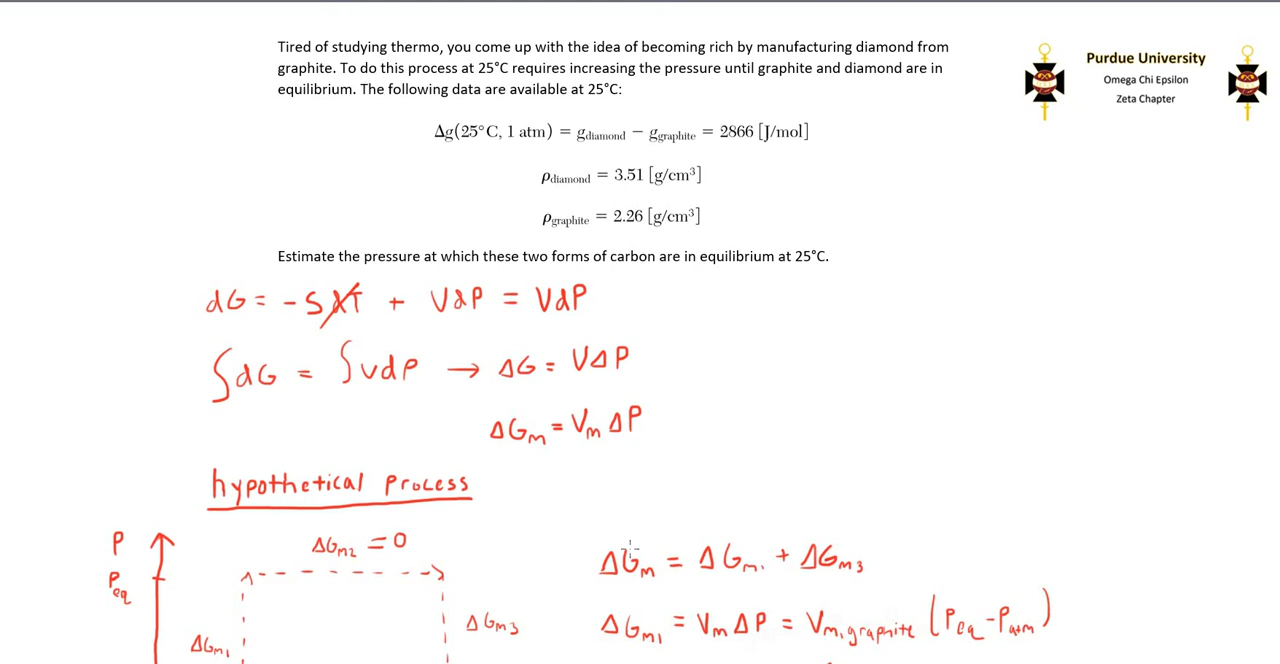 Tired of studying thermo, you come up with the idea of becoming rich by manufacturing diamond from
graphite. To do this process at 25°C requires increasing the pressure until graphite and diamond are in
equilibrium. The following data are available at 25°C:
Purdue University
Omega Chi Epsilon
Zeta Chapter
Δg(25°C, 1 atm) = g_diamond − g_graphite = 2866 [J/mol]
ρ_diamond = 3.51 [g/cm³]
ρ_graphite = 2.26 [g/cm³]
Estimate the pressure at which these two forms of carbon are in equilibrium at 25°C.
dG = -SdT + VdP = VdP
∫dG = ∫vdP → ΔG = VΔP
ΔG_m = V_m ΔP
hypothetical process
P
ΔG_m2 = 0
P_eq
ΔG_m = ΔG_m1 + ΔG_m3
ΔG_m1
ΔG_m3
ΔG_m1 = V_m ΔP = V_m,graphite (P_eq - P_atm)